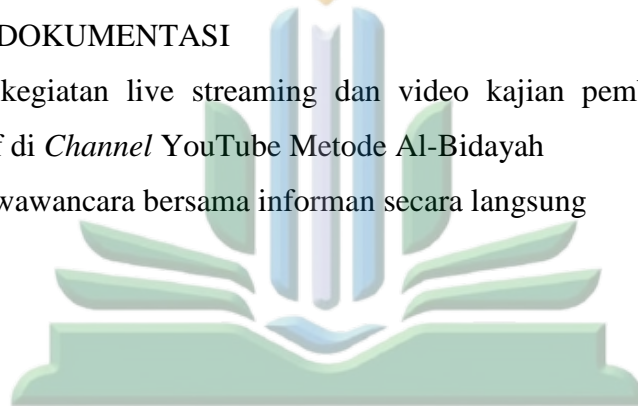 DOKUMENTASI
kegiatan live streaming dan video kajian
di Channel YouTube Metode Al-Bidayah
wawancara bersama informan secara langsung